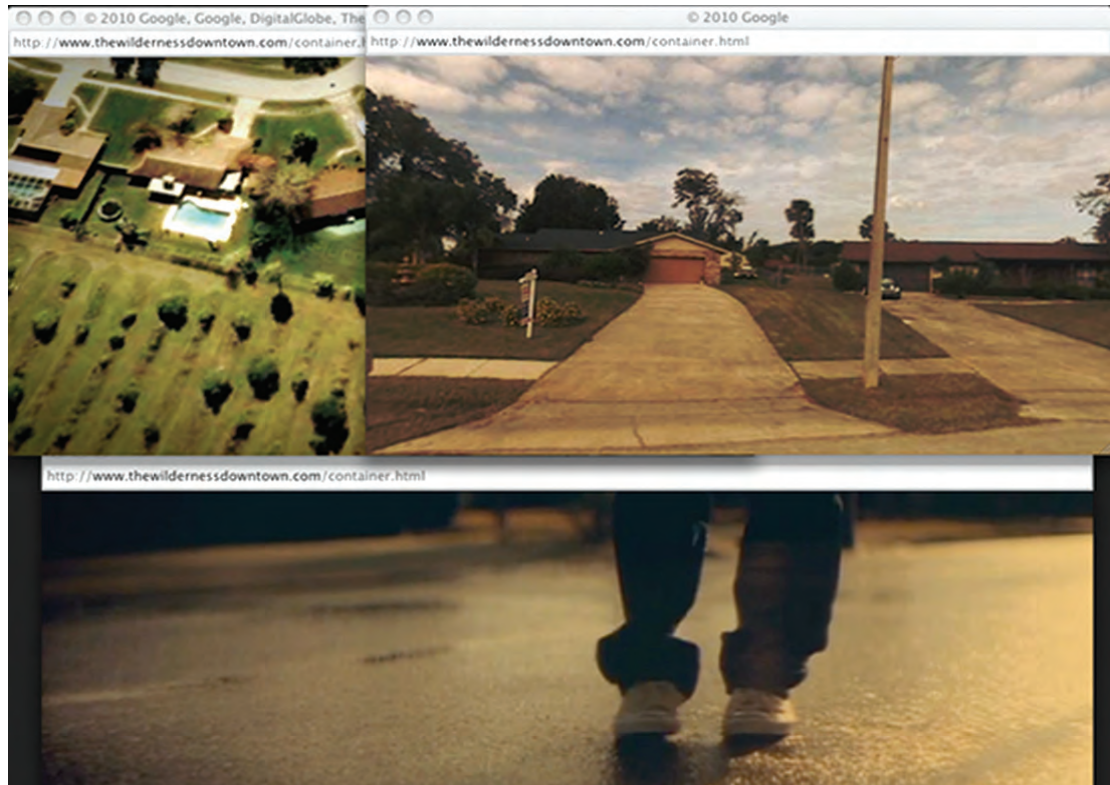 © 2010 Google, Google, DigitalGlobe, The
http://www.thewildernessdowntown.com/container.h
© 2010 Google
http://www.thewildernessdowntown.com/container.html
http://www.thewildernessdowntown.com/container.html